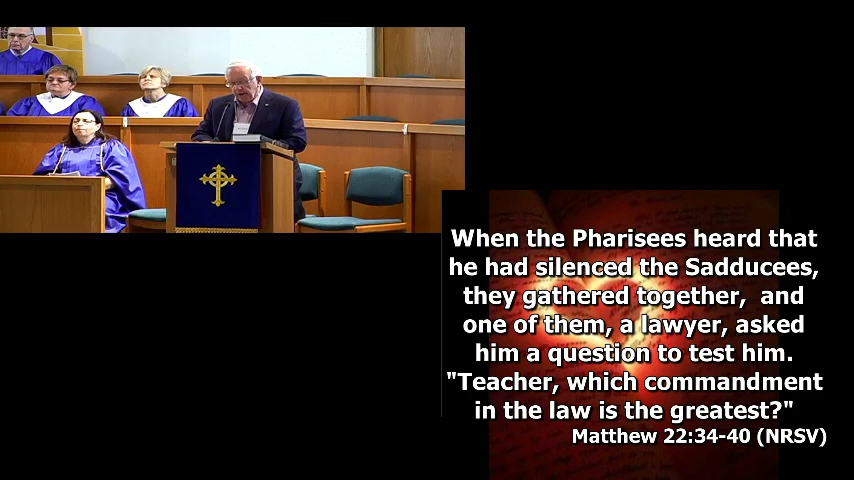 When the Pharisees heard that
he had silenced the Sadducees,
they gathered together,  and
one of them, a lawyer, asked
him a question to test him.
"Teacher, which commandment
in the law is the greatest?"
Matthew 22:34-40 (NRSV)